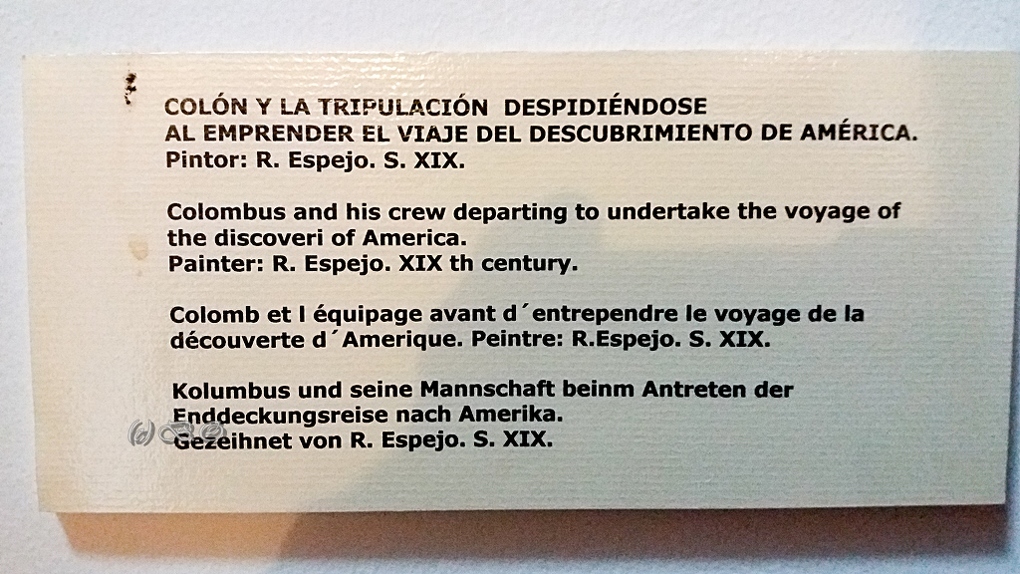 COLÓN Y LA TRIPULACIÓN DESPIDIÉNDOSE
AL EMPRENDER EL VIAJE DEL DESCUBRIMIENTO DE AMÉRICA.
Pintor: R. Espejo. S. XIX.
Colombus and his crew departing to undertake the voyage of
the discoveri of America.
Painter: R. Espejo. XIX th century.
Colomb et l équipage avant d´entrependre le voyage de la
découverte d´Amerique. Peintre: R.Espejo. S. XIX.
Kolumbus und seine Mannschaft beinm Antreten der
Enddeckungsreise nach Amerika.
Gezeihnet von R. Espejo. S. XIX.